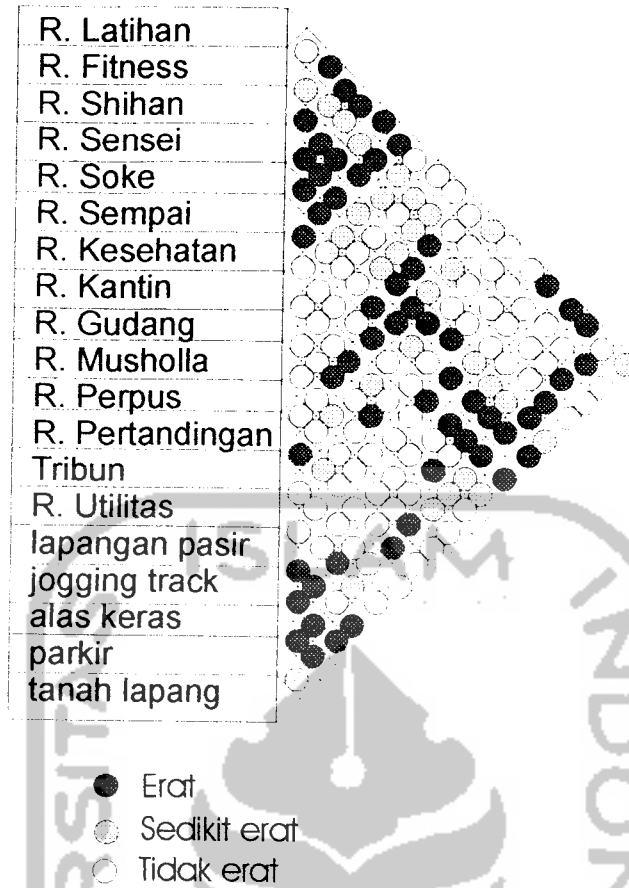 R. Latihan
R. Fitness
R. Shihan
R. Sensei
R. Soke
R. Sempai
R. Kesehatan
R. Kantin
R. Gudang
R. Musholla
R. Perpus
R. Pertandingan
Tribun
R. Utilitas
lapangan pasir
jogging track
alas keras
parkir
tanah lapang
ISLAM
Erat
Sedikit erat
Tidak erat